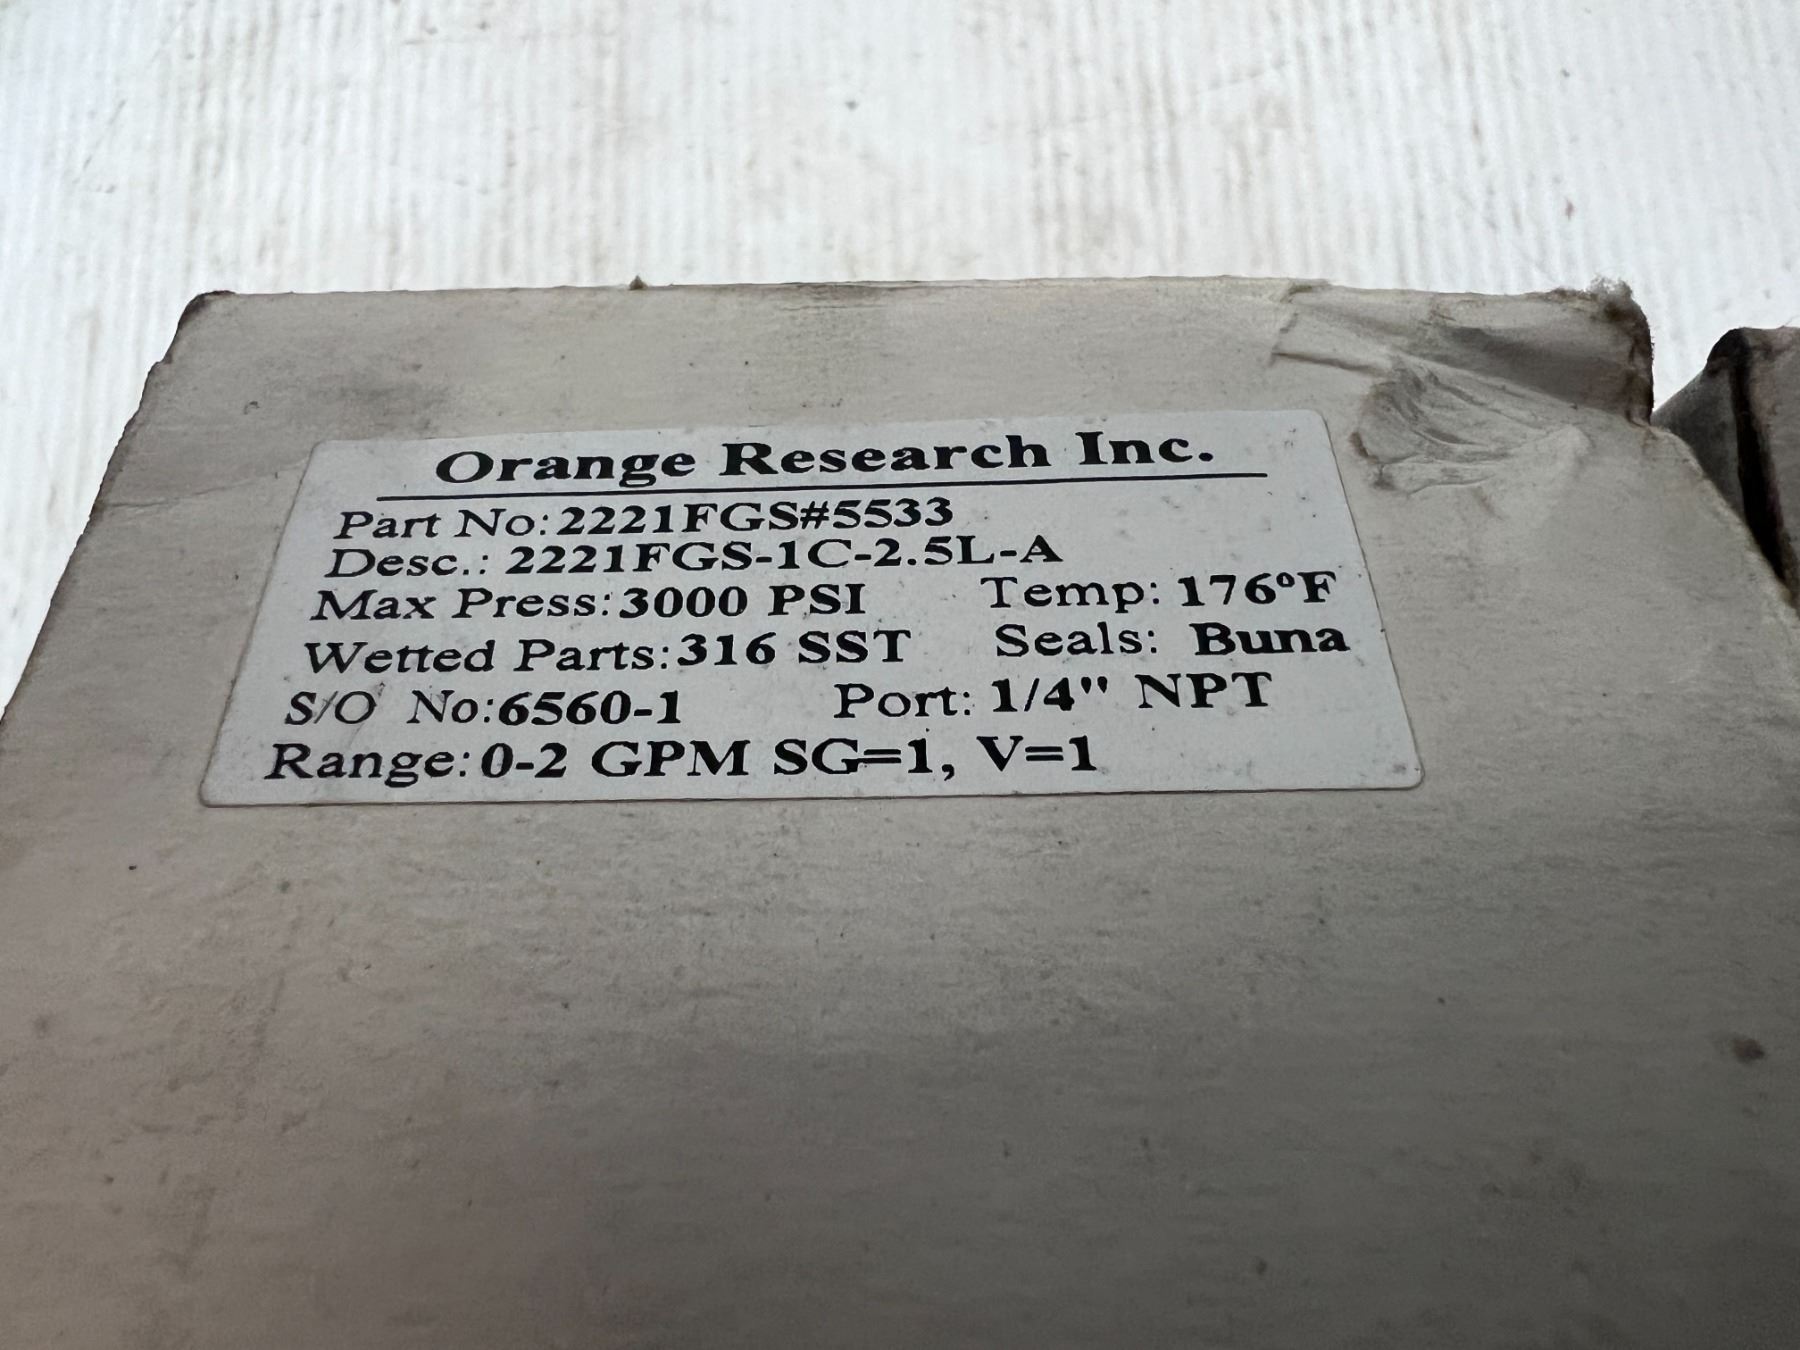 Orange Research Inc.
Part No:2221FGS#5533
Desc.: 2221FGS-1C-2.5L-A
Max Press:3000 PSI Temp: 176°F
Wetted Parts:316 SST Seals: Buna
S/O No:6560-1 Port: 1/4" NPT
Range:0-2 GPM SG=1, V=1